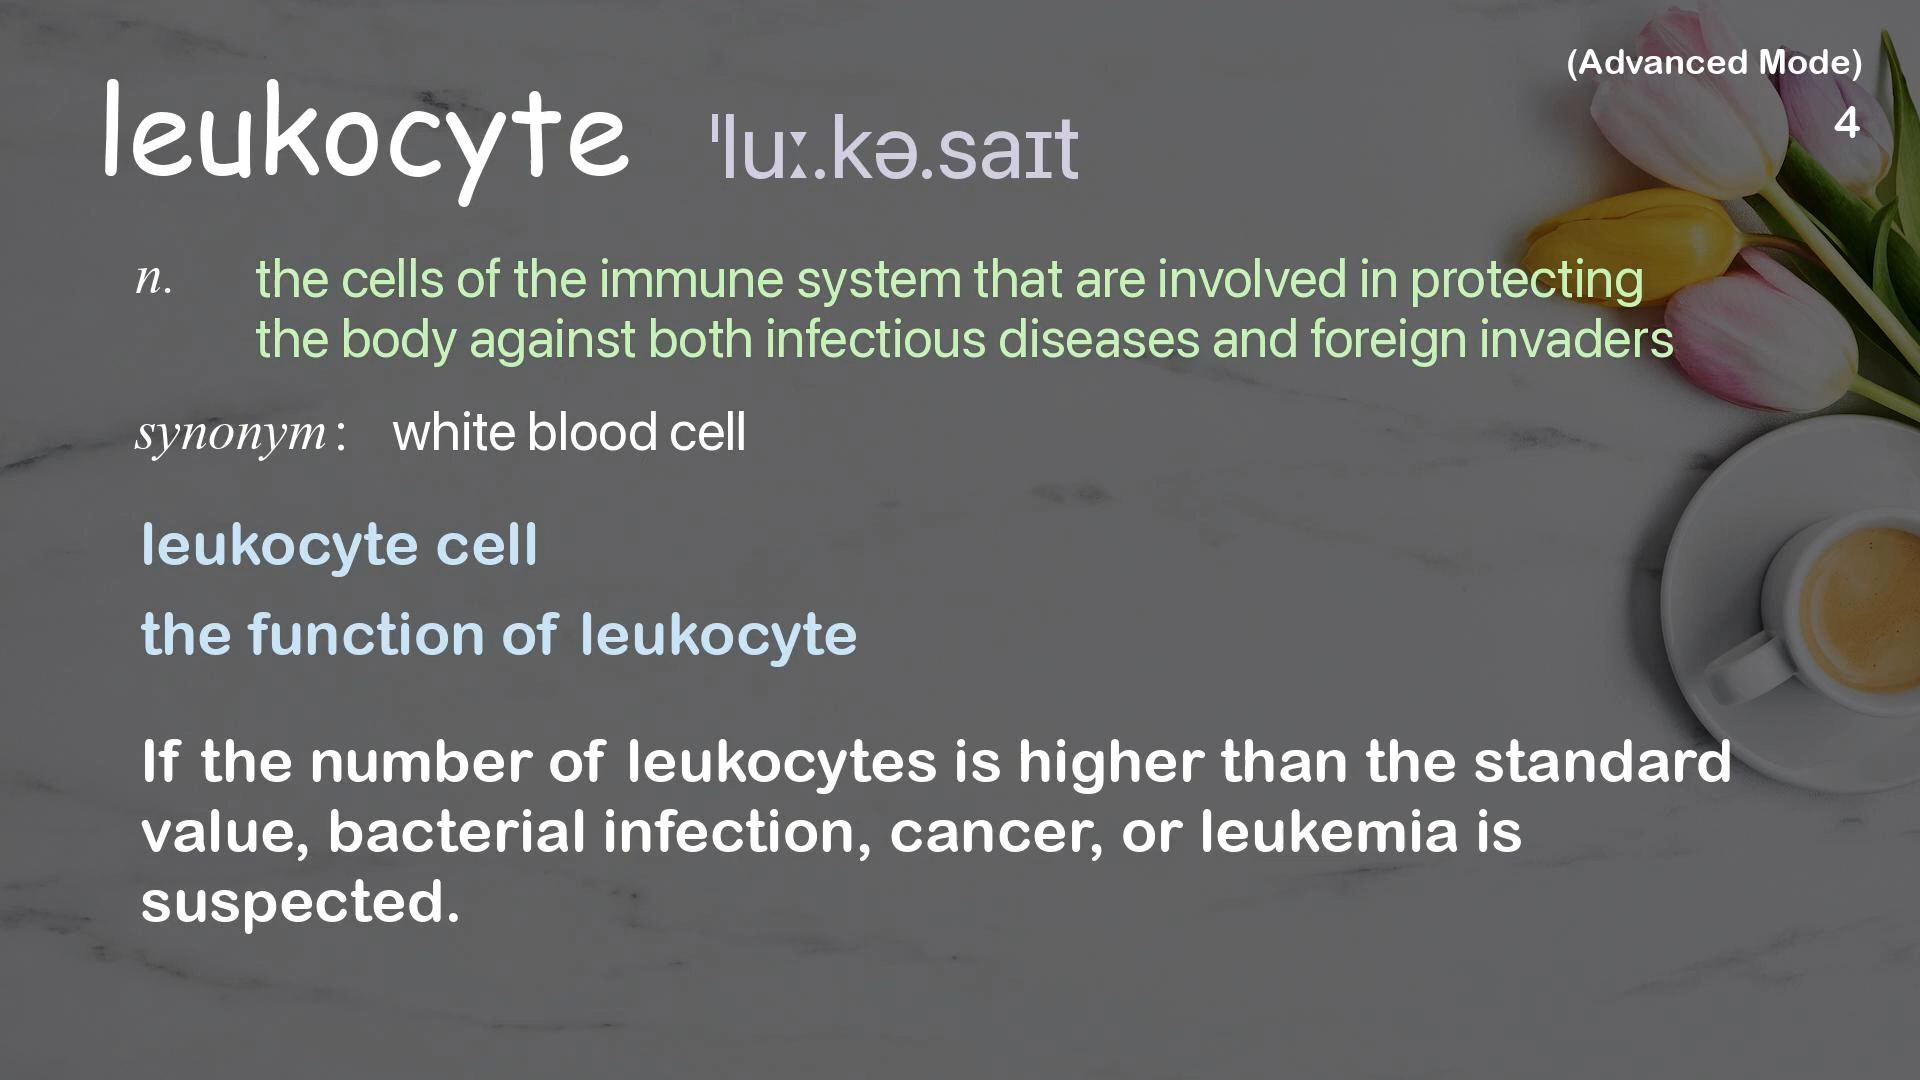 (Advanced Mode)
4
leukocyte ˈluː.kə.saɪt
n. the cells of the immune system that are involved in protecting
the body against both infectious diseases and foreign invaders
synonym: white blood cell
leukocyte cell
the function of leukocyte
If the number of leukocytes is higher than the standard
value, bacterial infection, cancer, or leukemia is
suspected.